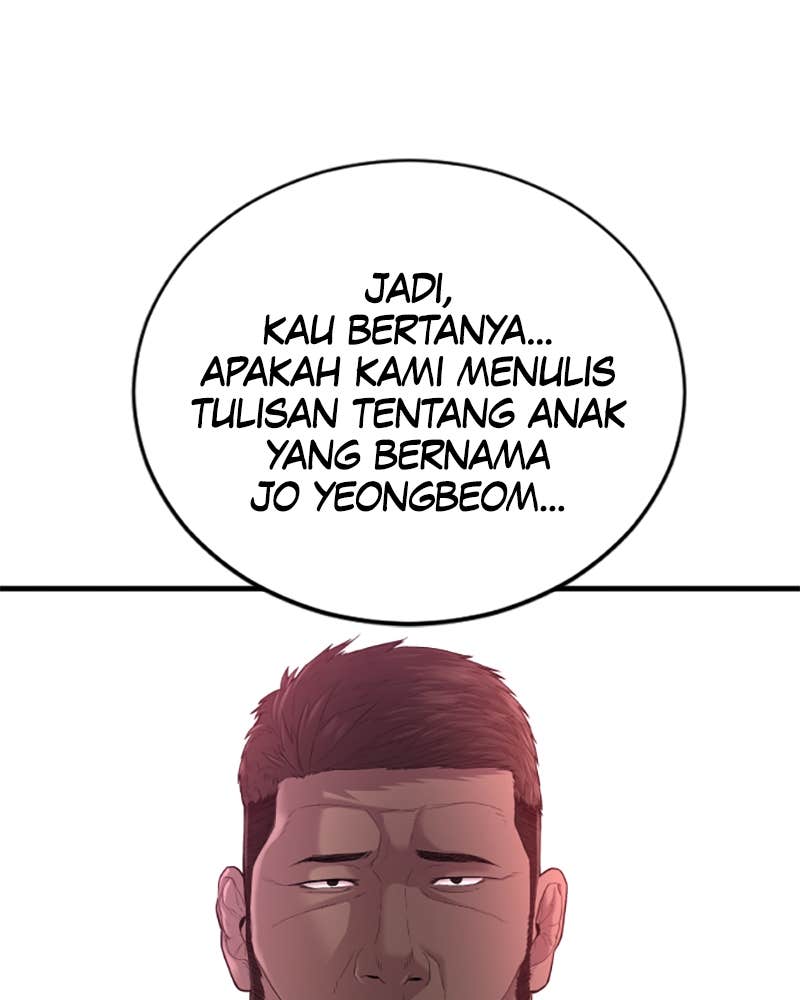 JADI,
KAU BERTANYA...
APAKAH KAMI MENULIS
TULISAN TENTANG ANAK
YANG BERNAMA
JO YEONGBEOM...